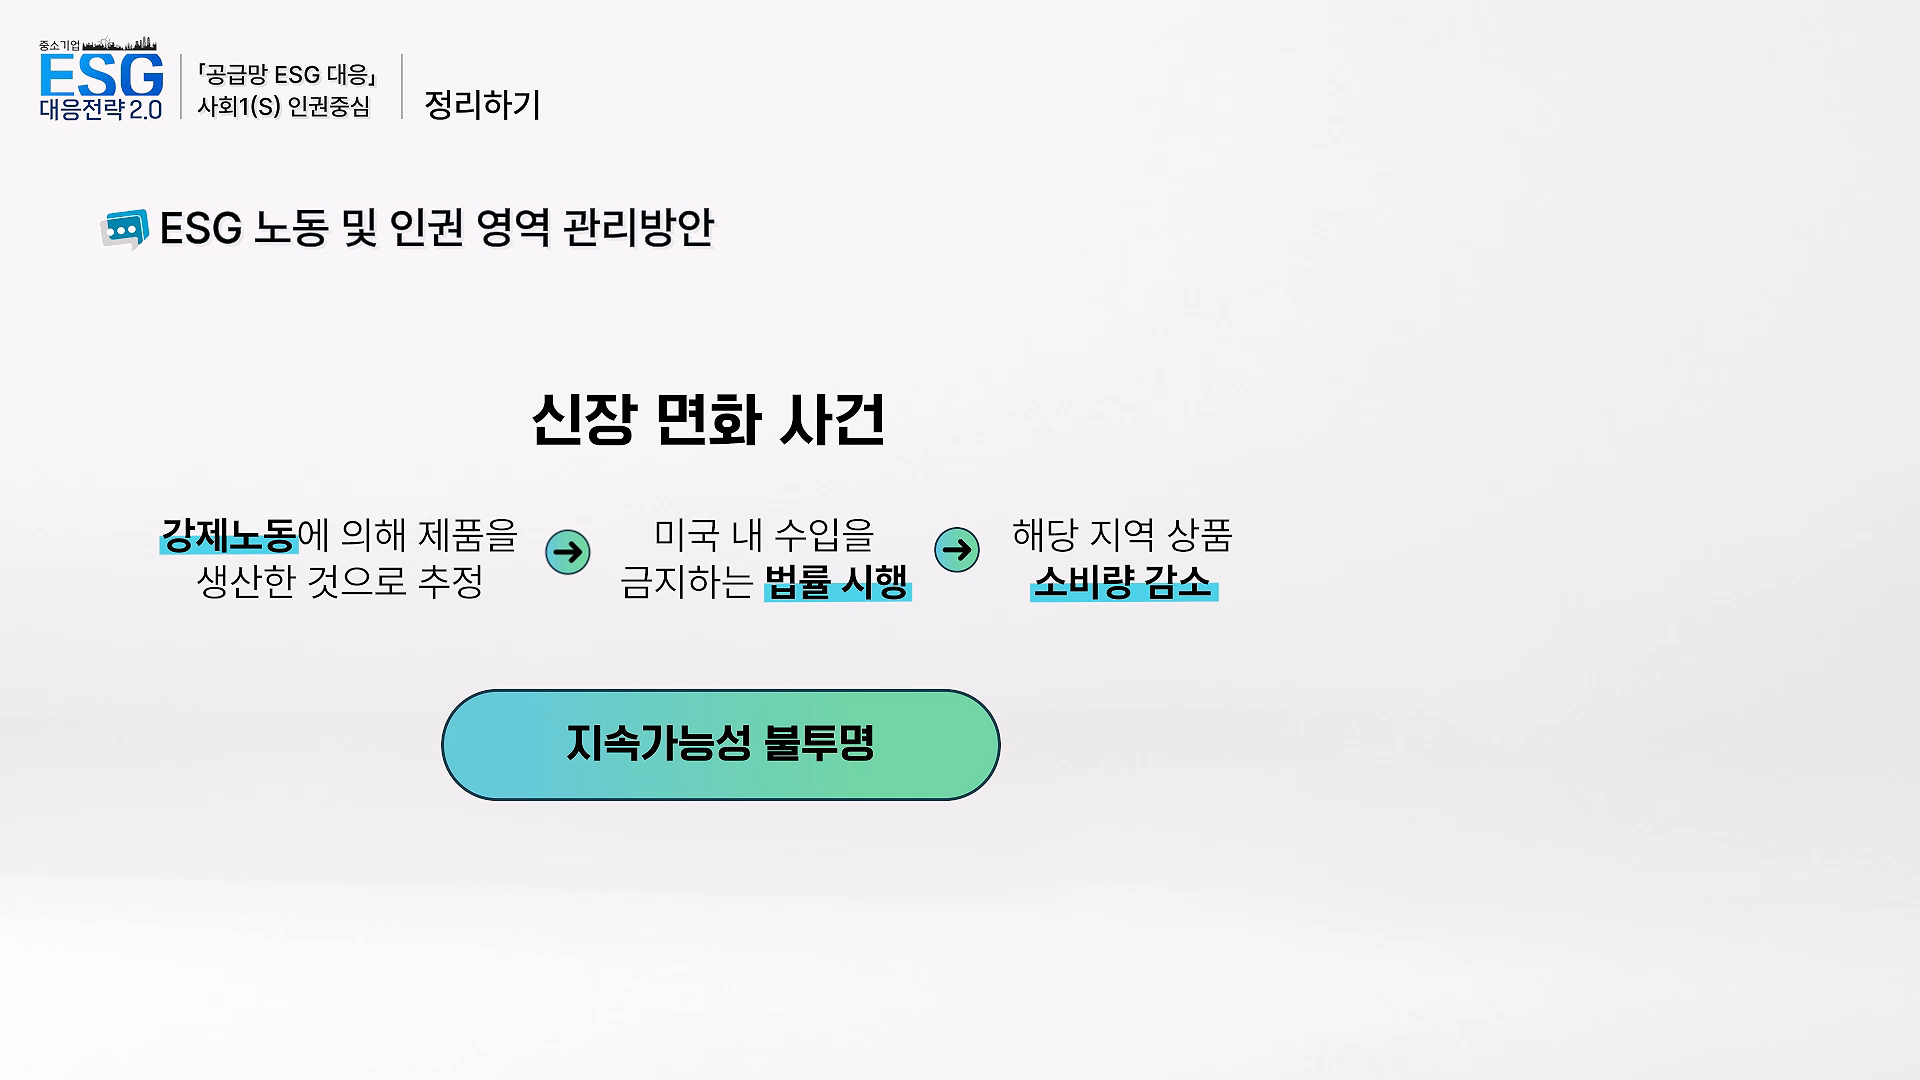 중소기업
ESG
대응전략 2.0
「공급망 ESG 대응」
사회1(S) 인권중심
정리하기
ESG 노동 및 인권 영역 관리방안
신장 면화 사건
강제노동에 의해 제품을
생산한 것으로 추정
미국 내 수입을
금지하는 법률 시행
해당 지역 상품
소비량 감소
지속가능성 불투명